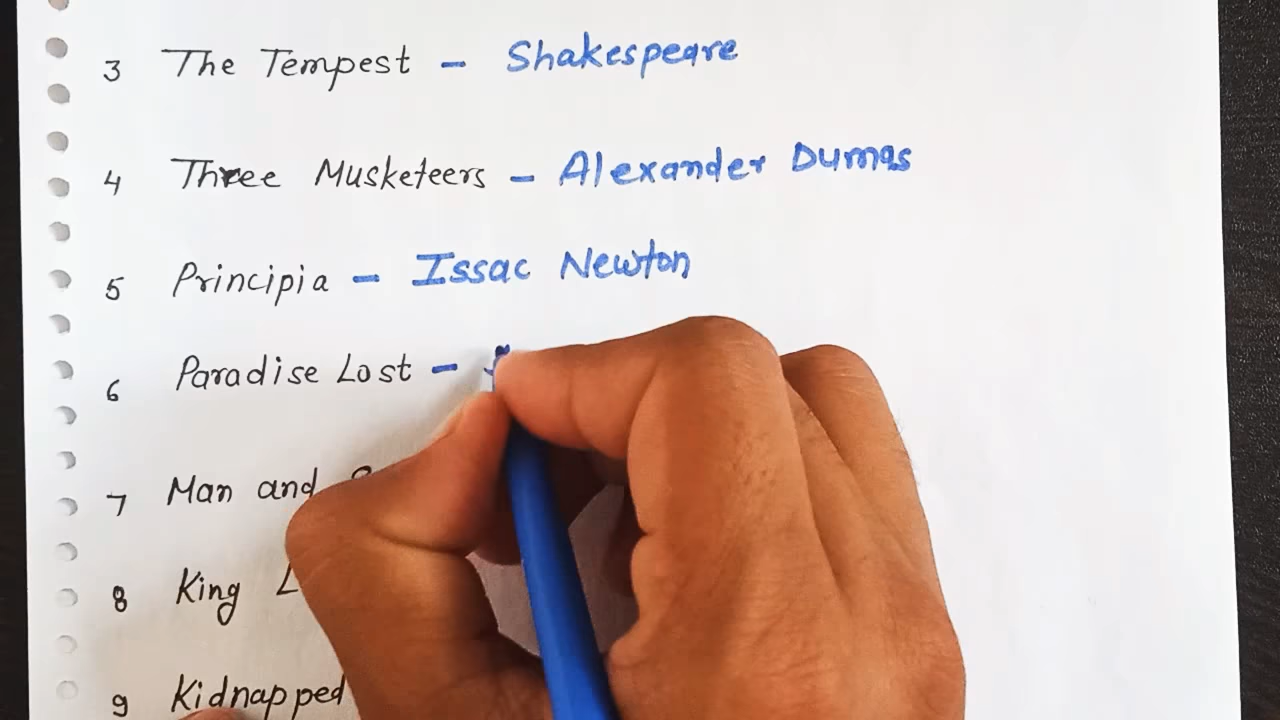 3 The Tempest - Shakespeare
4 Three Musketeers - Alexander Dumas
5 Principia - Issac Newton
6 Paradise Lost -
7 Man and
8 King
9 Kidnapped